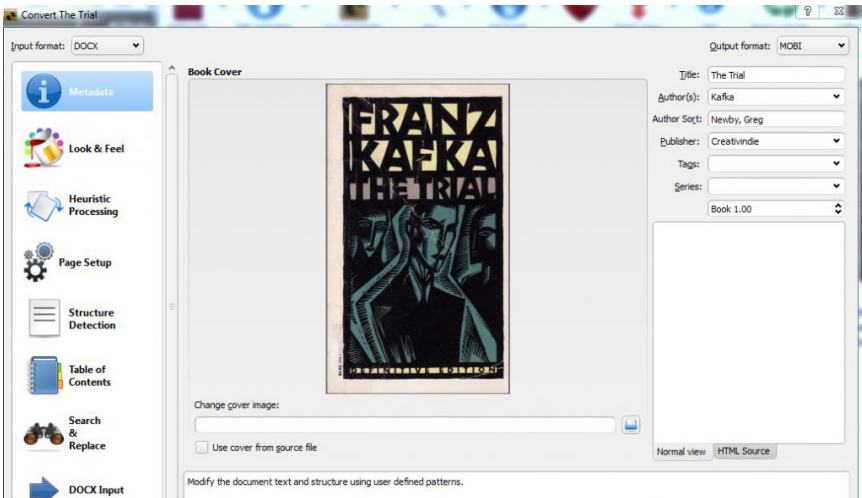 Convert The Trial
Input format: DOCX
Output format: MOBI
Metadata
Look & Feel
Heuristic
Processing
Page Setup
Structure
Detection
Table of
Contents
Search
&
Replace
DOCX Input
Book Cover
FRANZ
KAFKA
THE TRIAL
DEFINITIVE EDITION
Change cover image:
Use cover from source file
Title: The Trial
Author(s): Kafka
Author Sort: Newby, Greg
Publisher: Creativindie
Tags:
Series:
Book 1.00
Normal view HTML Source
Modify the document text and structure using user defined patterns.